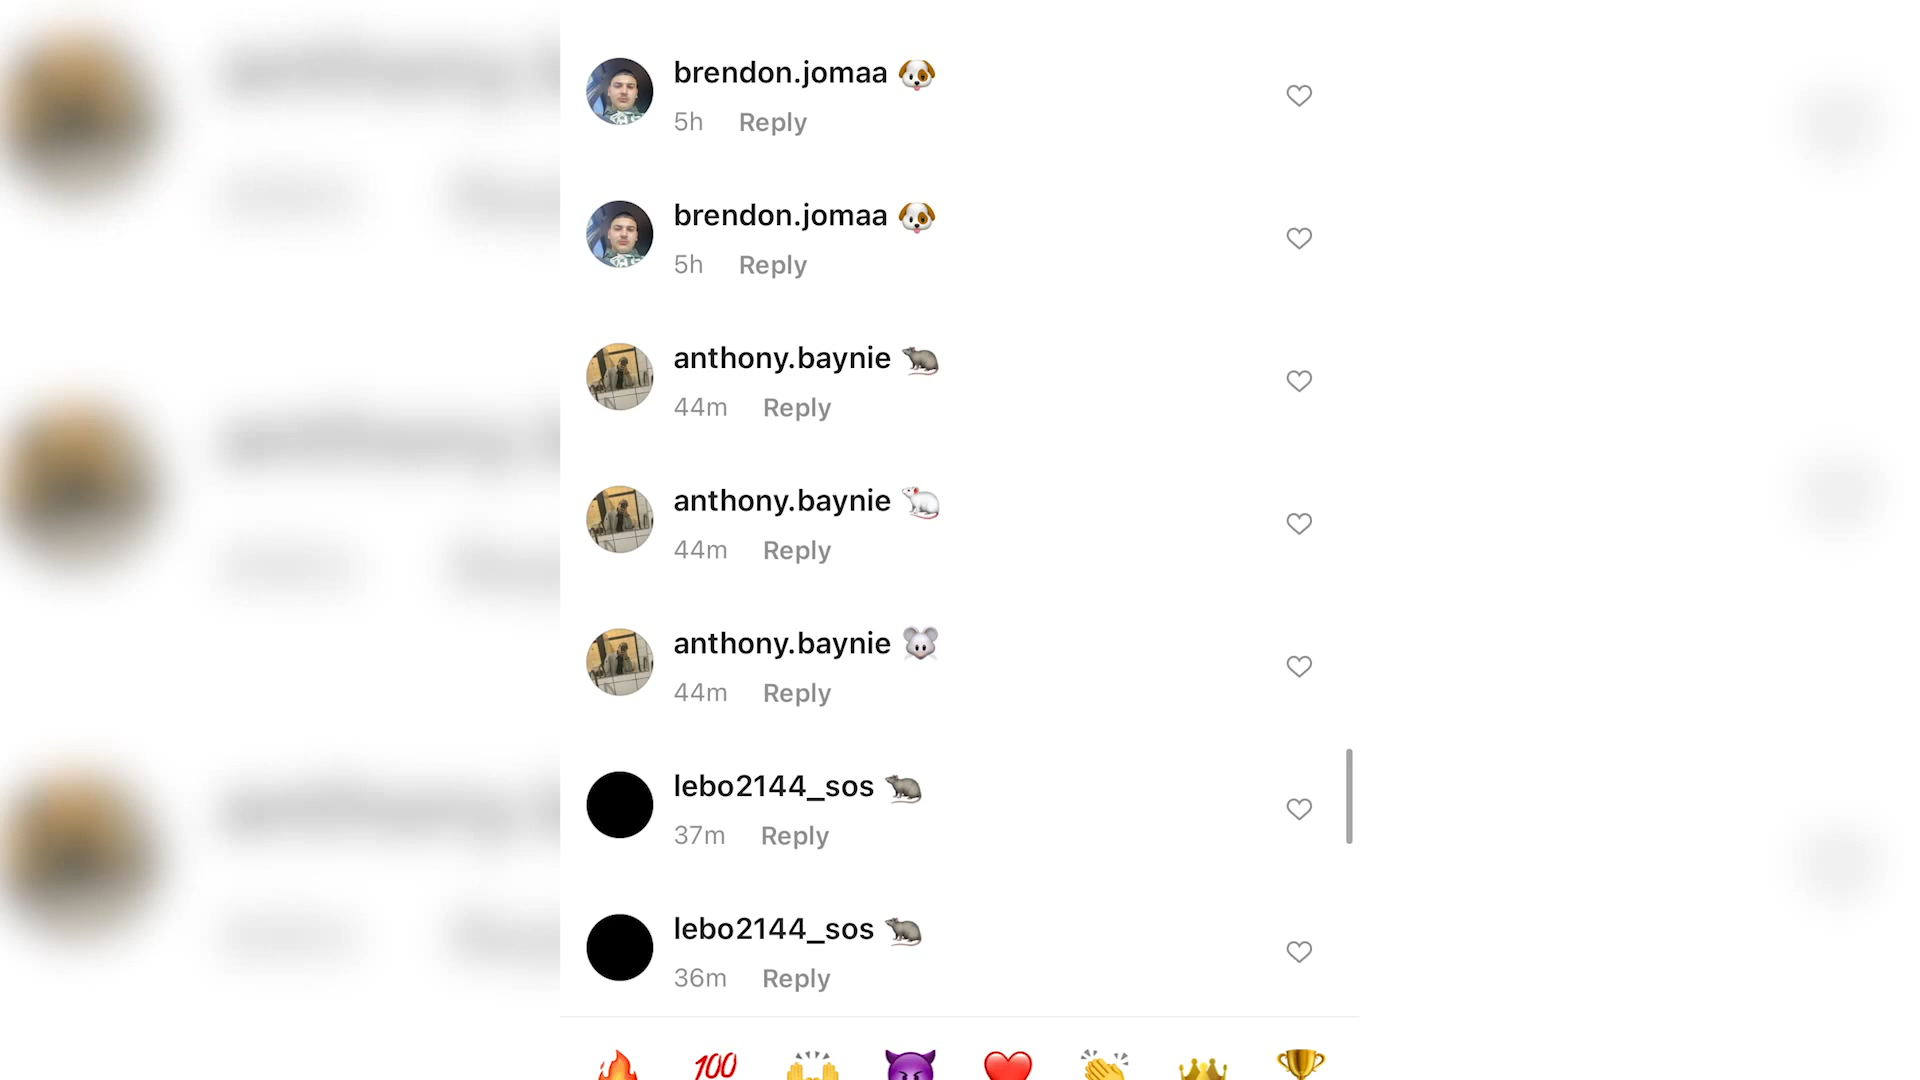 brendon.jomaa 🐶
5h Reply
brendon.jomaa 🐶
5h Reply
anthony.baynie 🐀
44m Reply
anthony.baynie 🐁
44m Reply
anthony.baynie 🐭
44m Reply
lebo2144_sos 🐀
37m Reply
lebo2144_sos 🐀
36m Reply
🔥 💯 🙌 😈 ❤️ 👏 👑 🏆